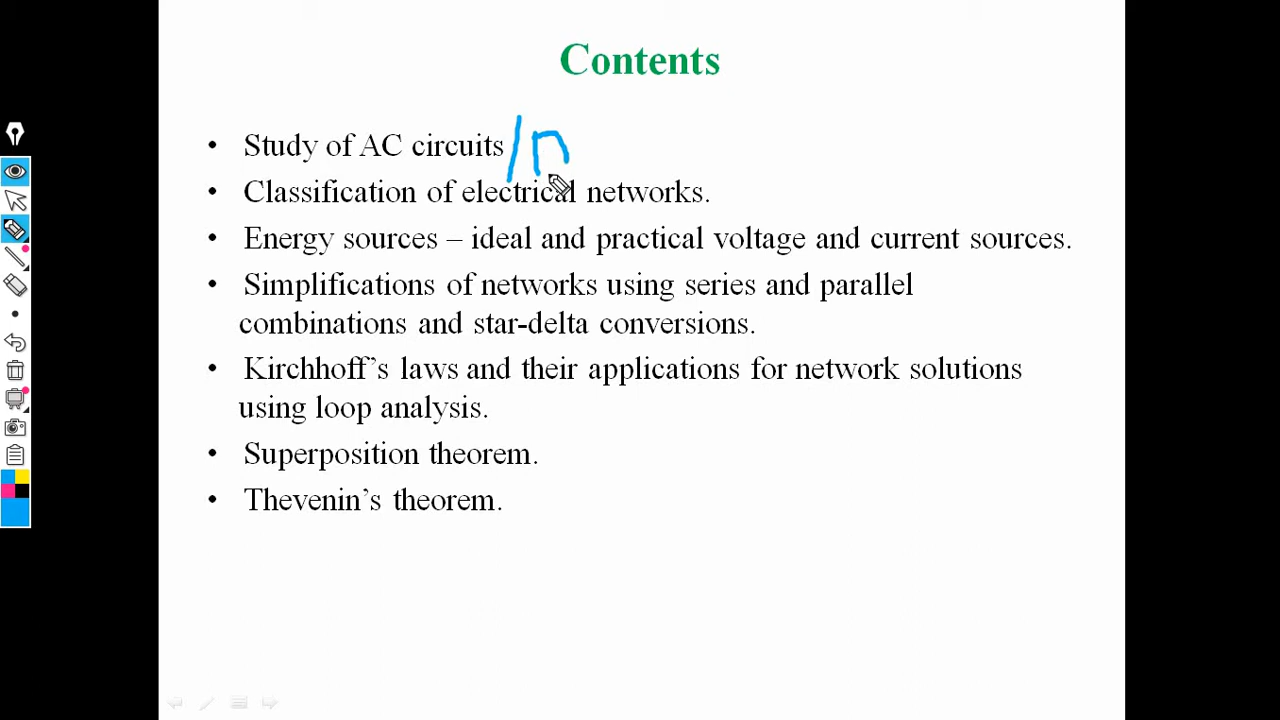 Contents
• Study of AC circuits /n
• Classification of electrical networks.
• Energy sources – ideal and practical voltage and current sources.
• Simplifications of networks using series and parallel
combinations and star-delta conversions.
• Kirchhoff’s laws and their applications for network solutions
using loop analysis.
• Superposition theorem.
• Thevenin’s theorem.